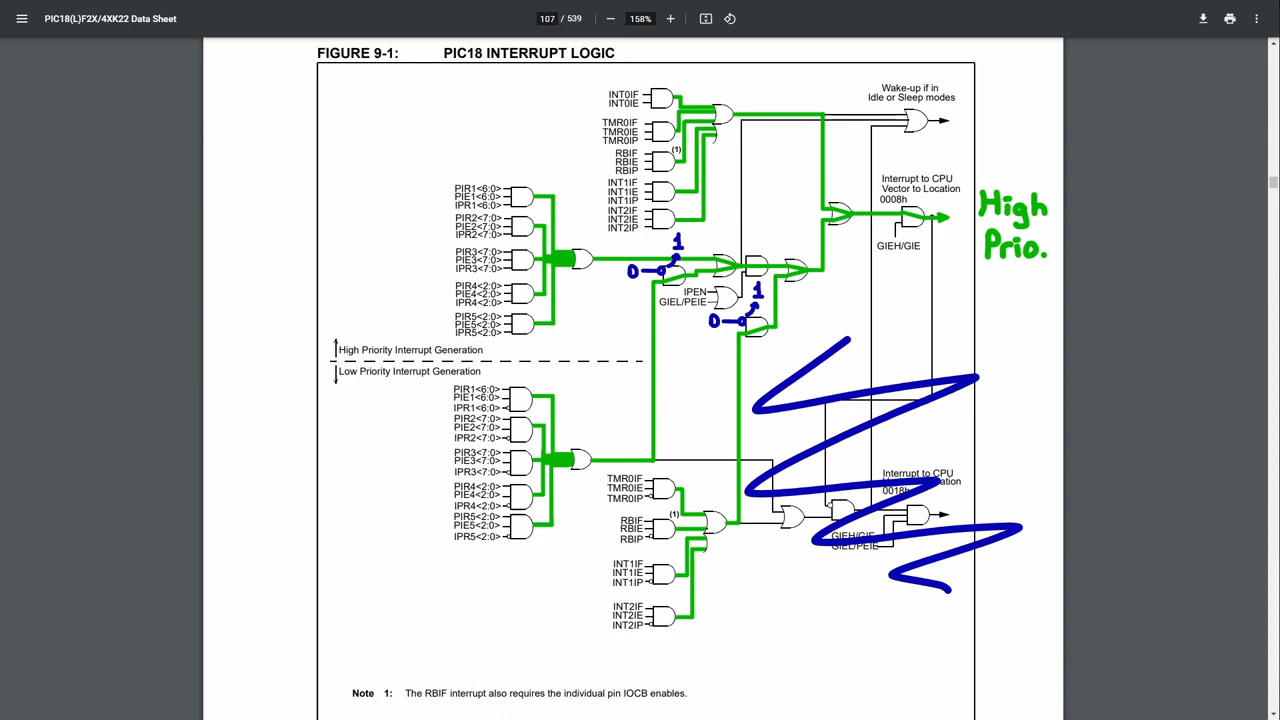 PIC18(L)F2X/4XK22 Data Sheet
107 / 539
158%
FIGURE 9-1: PIC18 INTERRUPT LOGIC
INT0IF
INT0IE
TMR0IF
TMR0IE
TMR0IP
RBIF
RBIE
RBIP
(1)
INT1IF
INT1IE
INT1IP
INT2IF
INT2IE
INT2IP
Wake-up if in
Idle or Sleep modes
Interrupt to CPU
Vector to Location
0008h
GIEH/GIE
High
Prio.
PIR1<6:0>
PIE1<6:0>
IPR1<6:0>
PIR2<7:0>
PIE2<7:0>
IPR2<7:0>
PIR3<7:0>
PIE3<7:0>
IPR3<7:0>
PIR4<2:0>
PIE4<2:0>
IPR4<2:0>
PIR5<2:0>
PIE5<2:0>
IPR5<2:0>
0
1
IPEN
GIEL/PEIE
0
1
High Priority Interrupt Generation
Low Priority Interrupt Generation
PIR1<6:0>
PIE1<6:0>
IPR1<6:0>
PIR2<7:0>
PIE2<7:0>
IPR2<7:0>
PIR3<7:0>
PIE3<7:0>
IPR3<7:0>
PIR4<2:0>
PIE4<2:0>
IPR4<2:0>
PIR5<2:0>
PIE5<2:0>
IPR5<2:0>
TMR0IF
TMR0IE
TMR0IP
(1)
RBIF
RBIE
RBIP
INT1IF
INT1IE
INT1IP
INT2IF
INT2IE
INT2IP
Interrupt to CPU
0018h
GIEH/GIE
GIEL/PEIE
Note 1: The RBIF interrupt also requires the individual pin IOCB enables.